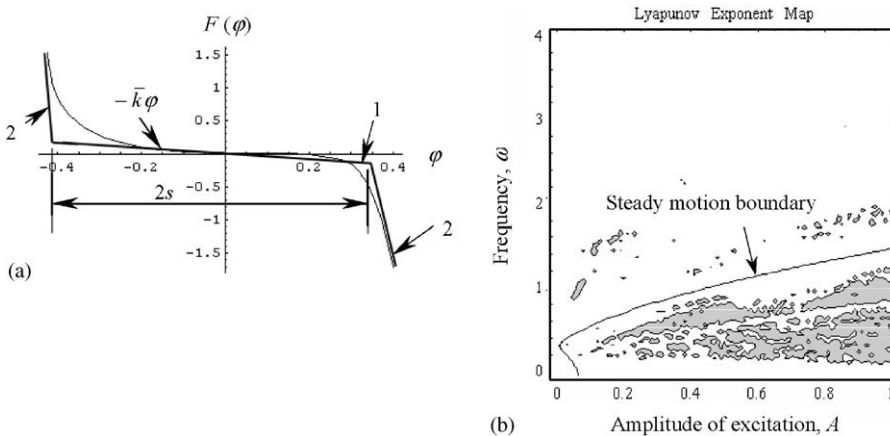 F (φ)
1.5
1
0.5
-0.5
-1
-1.5
-0.4
-0.2
0.2
0.4
φ
2
−k̄φ
1
2s
2
(a)
Lyapunov Exponent Map
4
3
2
1
0
Frequency, ω
Steady motion boundary
0 0.2 0.4 0.6 0.8 1
Amplitude of excitation, A
(b)